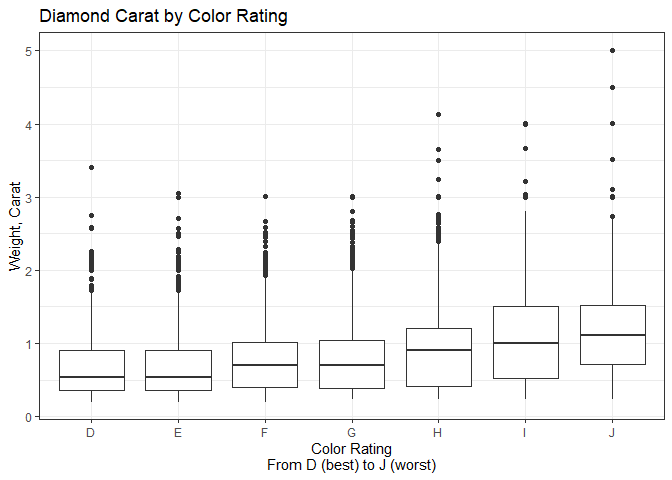 Diamond Carat by Color Rating
Weight, Carat
5
4
3
2
1
0
D E F G H I J
Color Rating
From D (best) to J (worst)